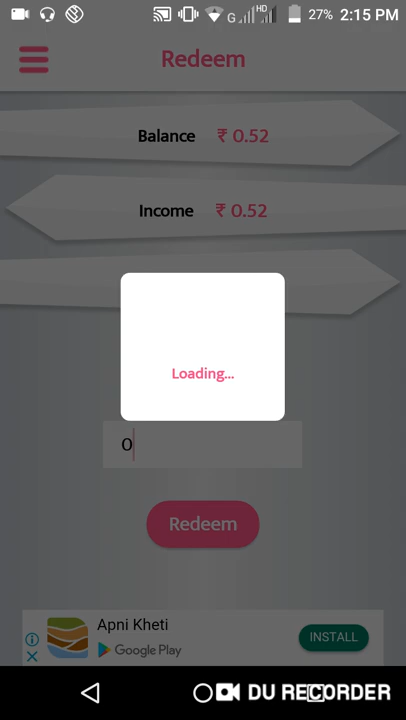 G HD 27% 2:15 PM
Redeem
Balance ₹ 0.52
Income ₹ 0.52
Loading...
0
Redeem
Apni Kheti
Google Play
INSTALL
DU RECORDER